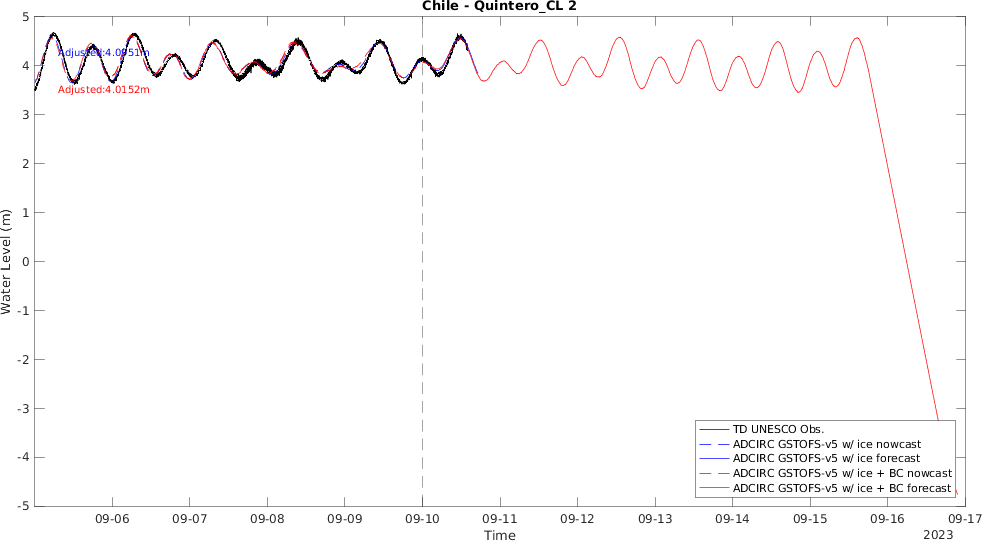 Chile - Quintero_CL 2
5
4
3
2
1
0
-1
-2
-3
-4
-5
Water Level (m)
Adjusted:4.0951m
Adjusted:4.0152m
TD UNESCO Obs.
ADCIRC GSTOFS-v5 w/ ice nowcast
ADCIRC GSTOFS-v5 w/ ice forecast
ADCIRC GSTOFS-v5 w/ ice + BC nowcast
ADCIRC GSTOFS-v5 w/ ice + BC forecast
09-06 09-07 09-08 09-09 09-10 09-11 09-12 09-13 09-14 09-15 09-16 09-17
Time
2023